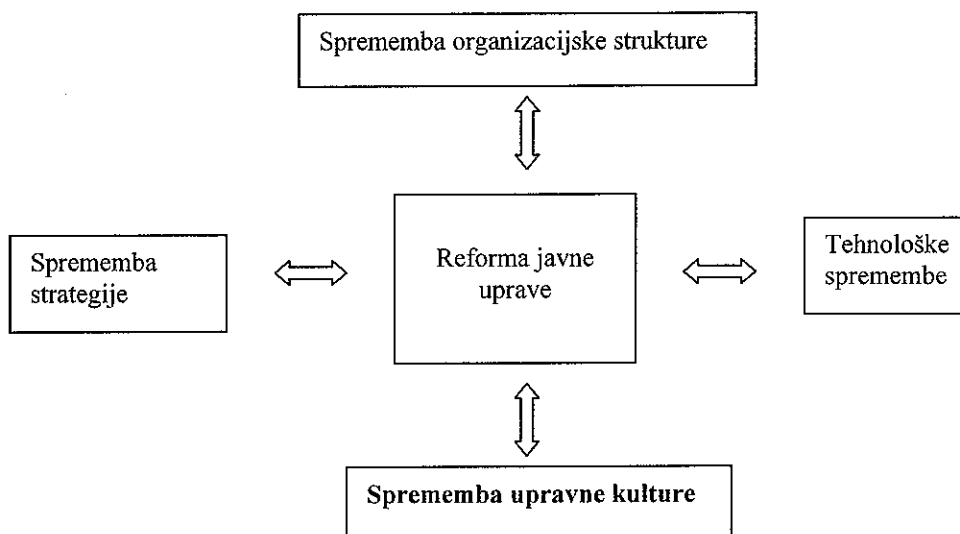 Sprememba organizacijske strukture
Reforma javne
uprave
Sprememba
strategije
Tehnološke
spremembe
Sprememba upravne kulture